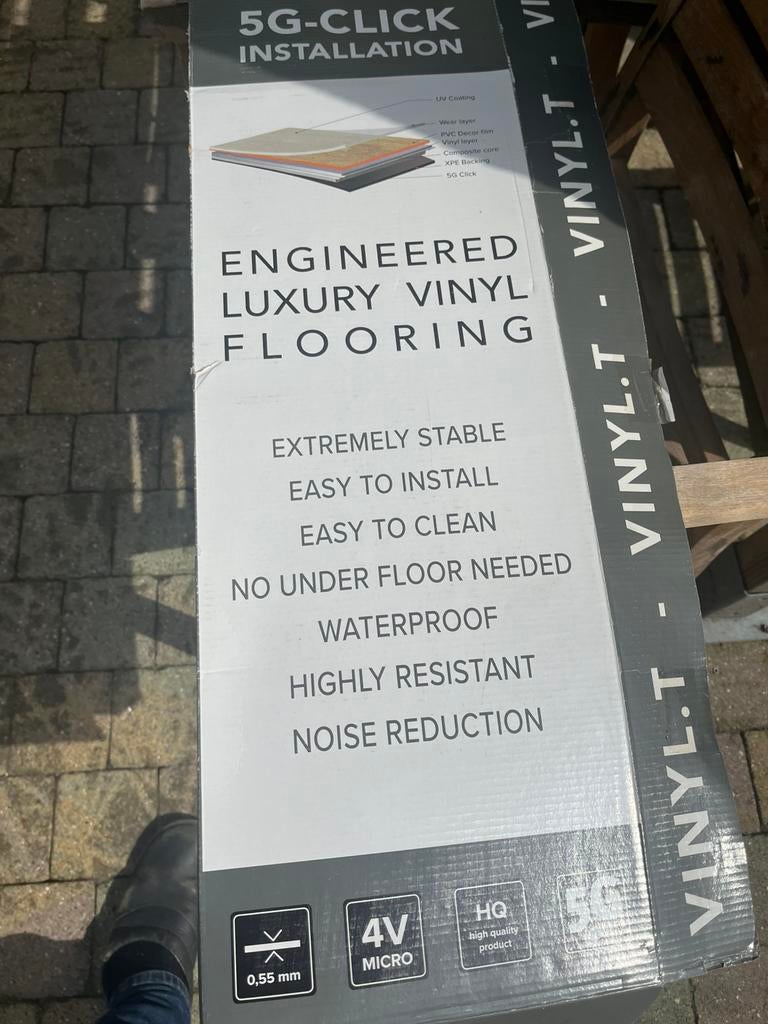 5G-CLICK
INSTALLATION
UV Coating
Wear layer
PVC Decor film
Vinyl layer
Composite core
XPE Backing
5G Click
ENGINEERED
LUXURY VINYL
FLOORING
EXTREMELY STABLE
EASY TO INSTALL
EASY TO CLEAN
NO UNDER FLOOR NEEDED
WATERPROOF
HIGHLY RESISTANT
NOISE REDUCTION
0,55 mm
4V
MICRO
HQ
high quality
product
5G
VINYL.T - VINYL.T - VINYL.T - VI